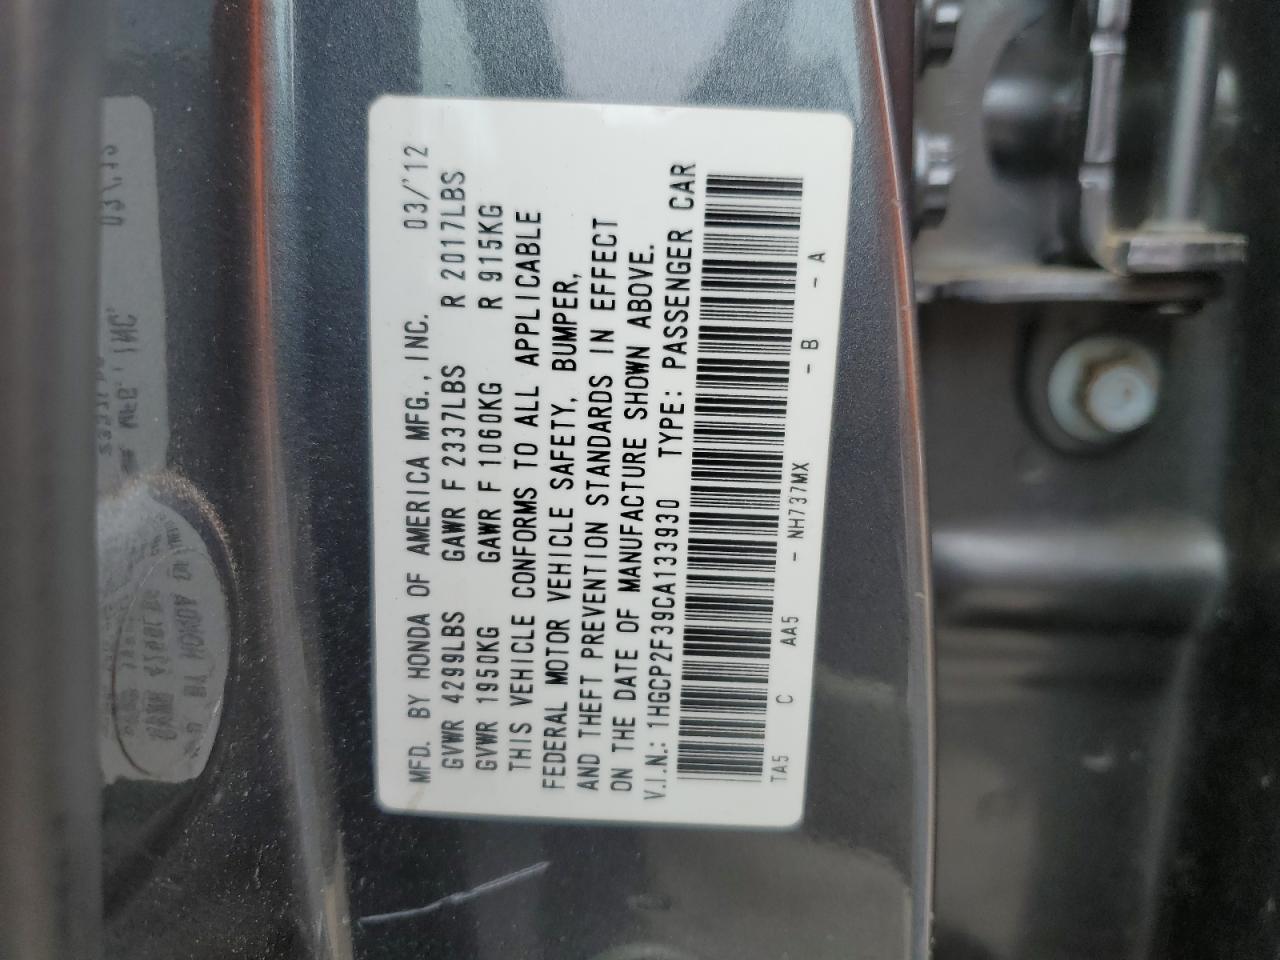 MFD. BY HONDA OF AMERICA MFG., INC. 03/'12
GVWR 4299LBS GAWR F 2337LBS R 2017LBS
GVWR 1950KG GAWR F 1060KG R 915KG
THIS VEHICLE CONFORMS TO ALL APPLICABLE
FEDERAL MOTOR VEHICLE SAFETY, BUMPER,
AND THEFT PREVENTION STANDARDS IN EFFECT
ON THE DATE OF MANUFACTURE SHOWN ABOVE.
V.I.N.: 1HGCP2F39CA133930 TYPE: PASSENGER CAR
TA5 C AA5 - NH737MX - B - A